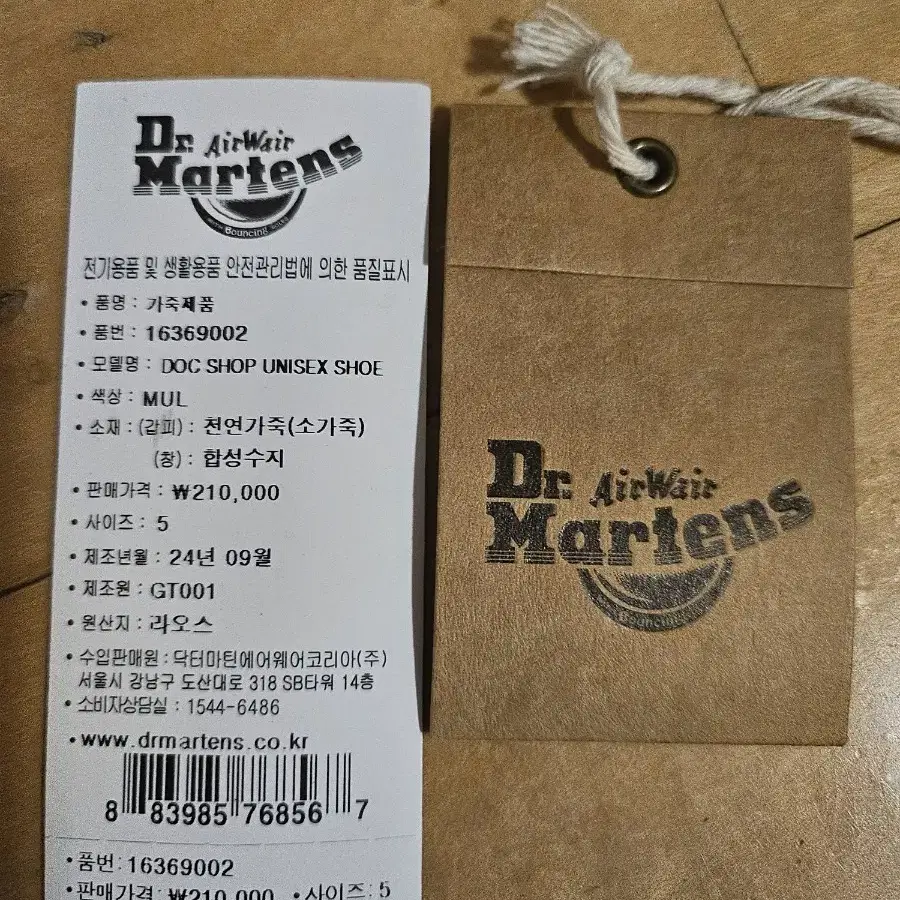 Dr. AirWair
Martens
WITH Bouncing SOLES
전기용품 및 생활용품 안전관리법에 의한 품질표시
• 품명 : 가죽제품
• 품번 : 16369002
• 모델명 : DOC SHOP UNISEX SHOE
• 색상 : MUL
• 소재 : (갑피) : 천연가죽(소가죽)
(창) : 합성수지
• 판매가격 : ₩210,000
• 사이즈 : 5
• 제조년월 : 24년 09월
• 제조원 : GT001
• 원산지 : 라오스
• 수입판매원 : 닥터마틴에어웨어코리아(주)
서울시 강남구 도산대로 318 SB타워 14층
• 소비자상담실 : 1544-6486
• www.drmartens.co.kr
8 83985 76856 7
• 품번: 16369002
• 판매가격: ₩210,000 • 사이즈: 5
Dr. AirWair
Martens
Bouncing